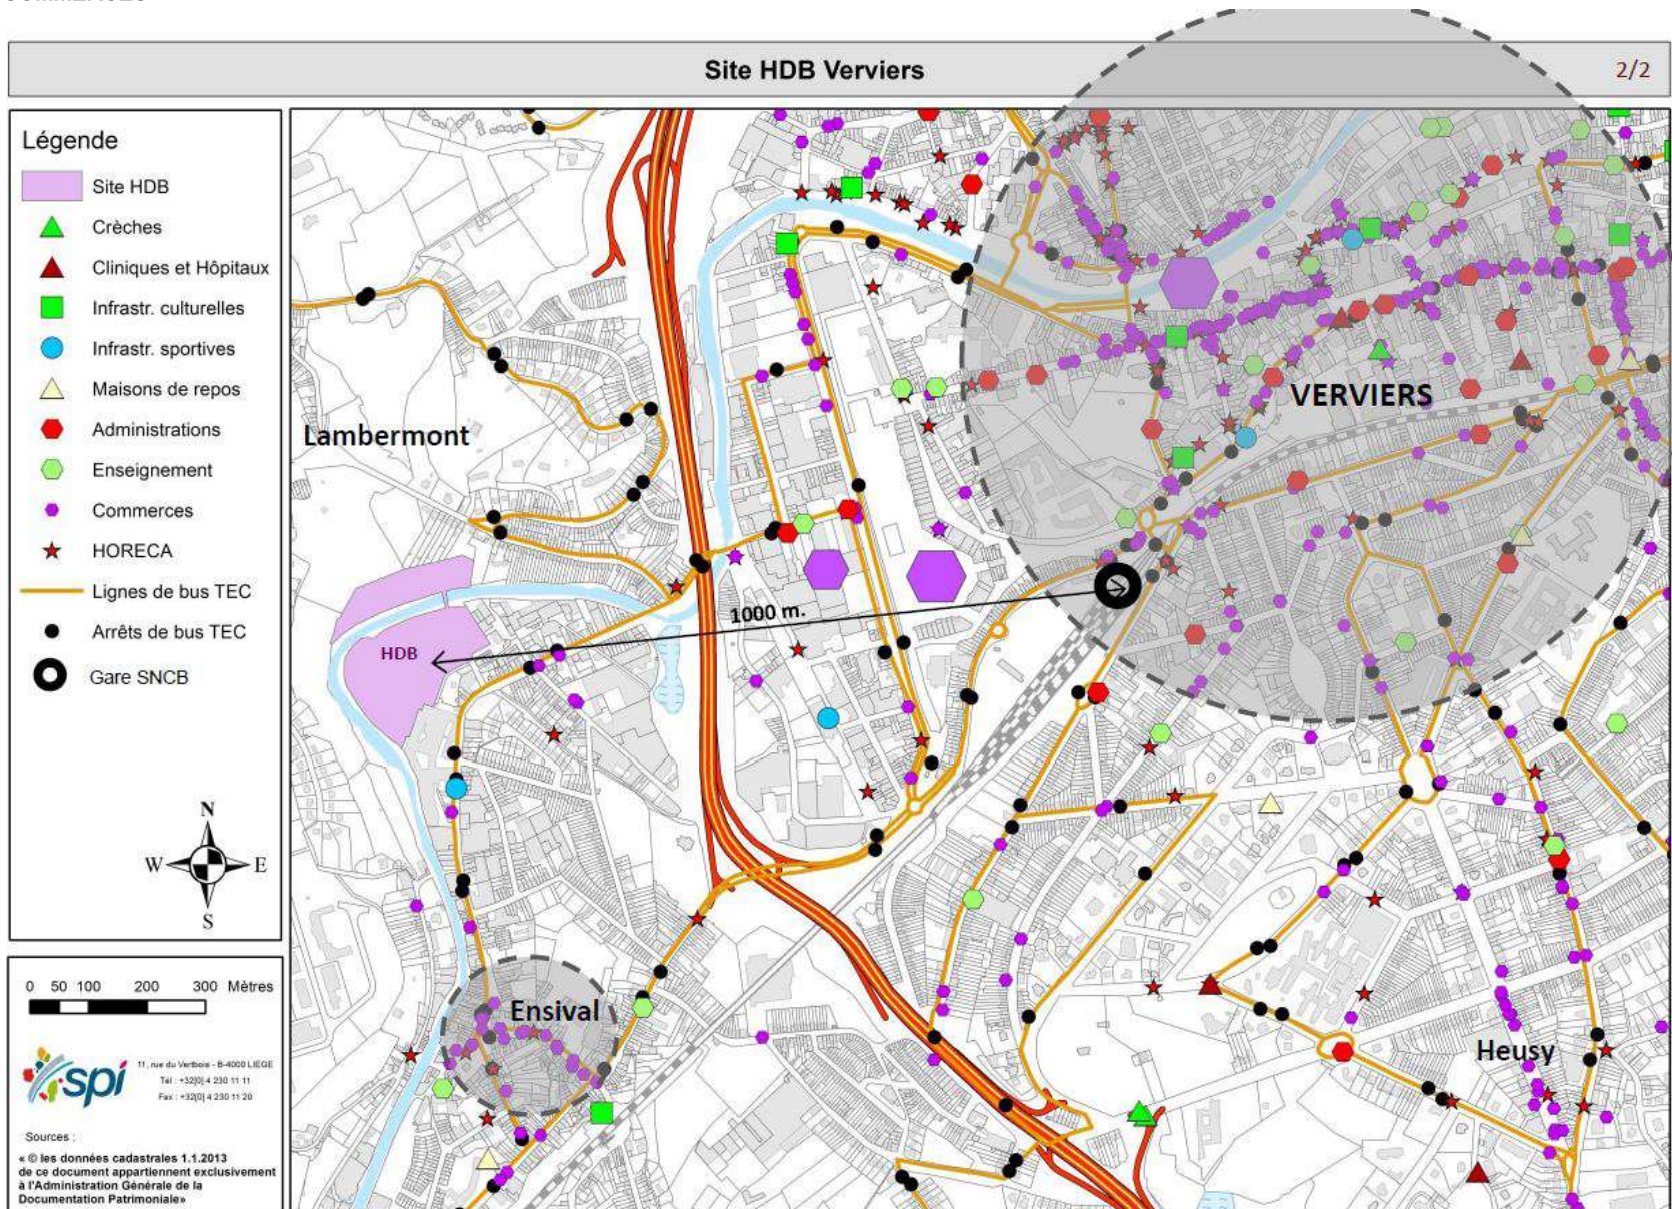 Site HDB Verviers
2/2
Légende
Site HDB
Crèches
Cliniques et Hôpitaux
Infrastr. culturelles
Infrastr. sportives
Maisons de repos
Administrations
Enseignement
Commerces
HORECA
Lignes de bus TEC
Arrêts de bus TEC
Gare SNCB
N
W
E
S
0 50 100 200 300 Mètres
spi
11, rue du Vertbois - B-4000 LIEGE
Tél : +32[0] 4 230 11 11
Fax : +32[0] 4 230 11 20
Sources :
« © les données cadastrales 1.1.2013
de ce document appartiennent exclusivement
à l'Administration Générale de la
Documentation Patrimoniale»
VERVIERS
Lambermont
1000 m.
HDB
Ensival
Heusy